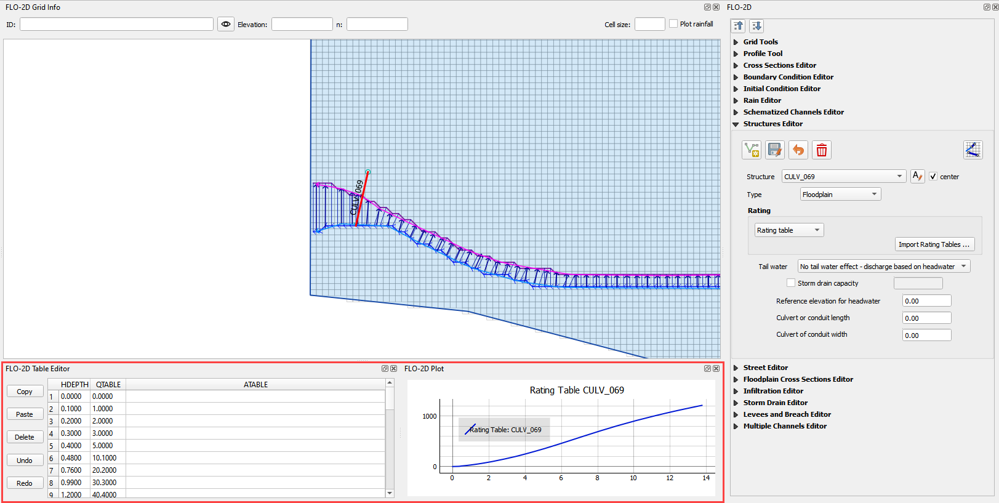 FLO-2D Grid Info
ID:
Elevation:
n:
Cell size:
Plot rainfall
CULV_069
FLO-2D Table Editor
Copy
Paste
Delete
Undo
Redo
HDEPTH QTABLE ATABLE
1 0.0000 0.0000
2 0.1000 1.0000
3 0.2000 2.0000
4 0.3000 3.0000
5 0.4000 5.0000
6 0.4800 10.1000
7 0.7600 20.2000
8 0.9900 30.3000
9 1.2000 40.4000
FLO-2D Plot
Rating Table CULV_069
1000
Rating Table: CULV_069
0
0 2 4 6 8 10 12 14
FLO-2D
Grid Tools
Profile Tool
Cross Sections Editor
Boundary Condition Editor
Initial Condition Editor
Rain Editor
Schematized Channels Editor
Structures Editor
Structure CULV_069 A center
Type Floodplain
Rating
Rating table
Import Rating Tables ...
Tail water No tail water effect - discharge based on headwater
Storm drain capacity
Reference elevation for headwater 0.00
Culvert or conduit length 0.00
Culvert of conduit width 0.00
Street Editor
Floodplain Cross Sections Editor
Infiltration Editor
Storm Drain Editor
Levees and Breach Editor
Multiple Channels Editor